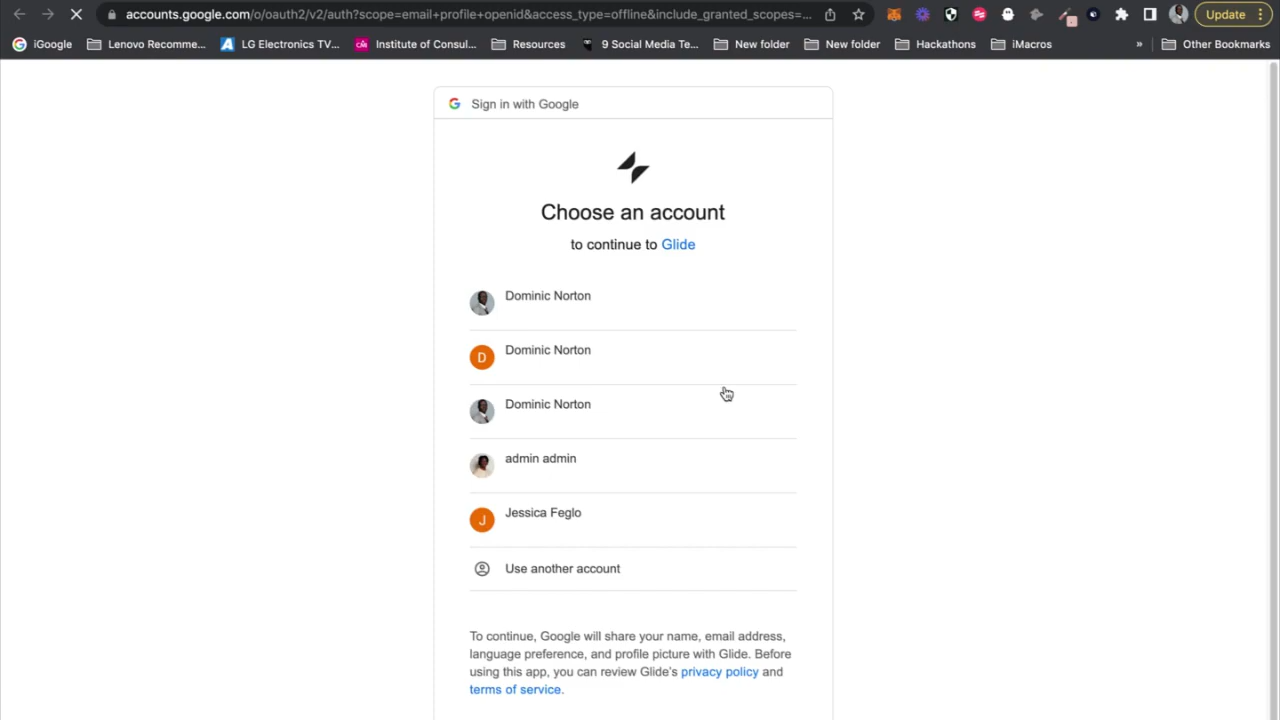 accounts.google.com/o/oauth2/v2/auth?scope=email+profile+openid&access_type=offline&include_granted_scopes=...
Update
iGoogle
Lenovo Recomme...
LG Electronics TV...
Institute of Consul...
Resources
9 Social Media Te...
New folder
New folder
Hackathons
iMacros
»
Other Bookmarks
Sign in with Google
Choose an account
to continue to Glide
Dominic Norton
D
Dominic Norton
Dominic Norton
admin admin
J
Jessica Feglo
Use another account
To continue, Google will share your name, email address,
language preference, and profile picture with Glide. Before
using this app, you can review Glide's privacy policy and
terms of service.